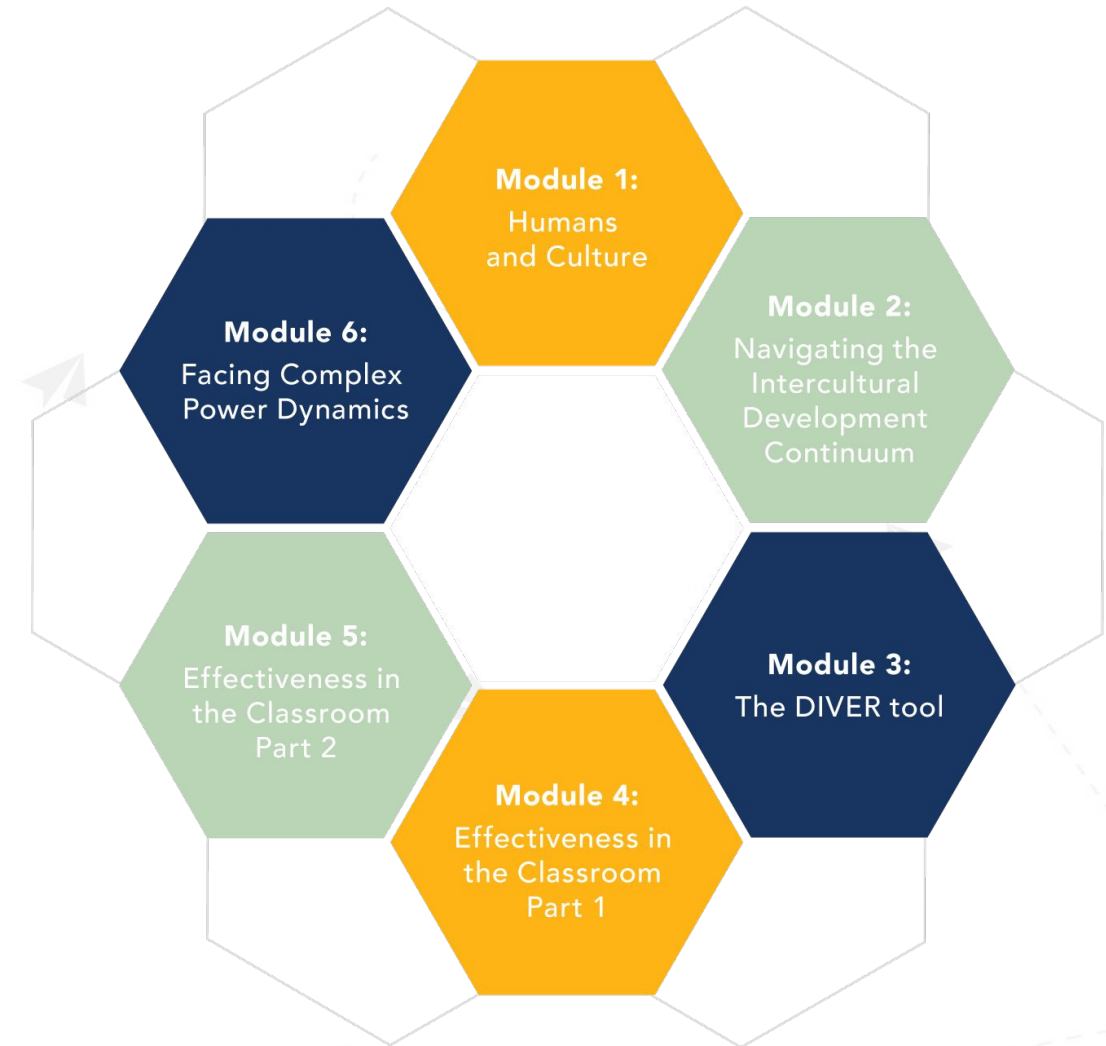 Module 1:
Humans
and Culture
Module 2:
Navigating the
Intercultural
Development
Continuum
Module 3:
The DIVER tool
Module 4:
Effectiveness in
the Classroom
Part 1
Module 5:
Effectiveness in
the Classroom
Part 2
Module 6:
Facing Complex
Power Dynamics